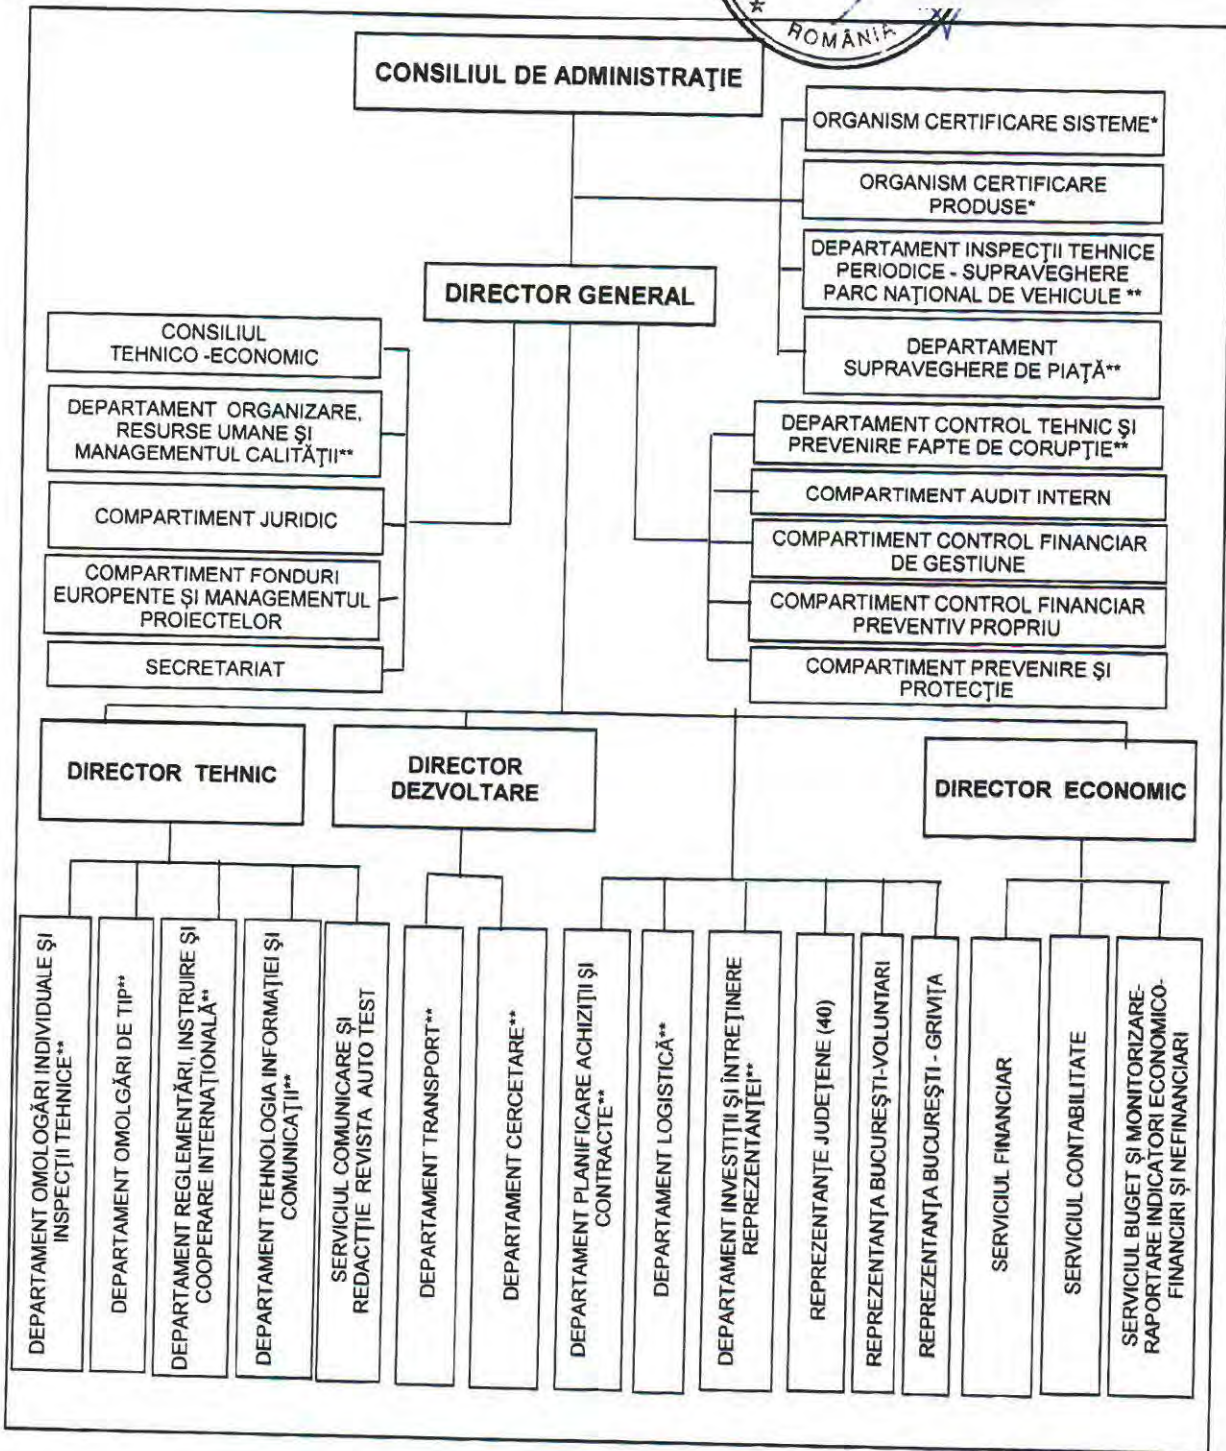 ★ ROMÂNIA
CONSILIUL DE ADMINISTRAŢIE
ORGANISM CERTIFICARE SISTEME*
ORGANISM CERTIFICARE
PRODUSE*
DEPARTAMENT INSPECŢII TEHNICE
PERIODICE - SUPRAVEGHERE
PARC NAŢIONAL DE VEHICULE **
DEPARTAMENT
SUPRAVEGHERE DE PIAŢĂ**
DIRECTOR GENERAL
CONSILIUL
TEHNICO -ECONOMIC
DEPARTAMENT ORGANIZARE,
RESURSE UMANE ŞI
MANAGEMENTUL CALITĂŢII**
COMPARTIMENT JURIDIC
COMPARTIMENT FONDURI
EUROPENTE ŞI MANAGEMENTUL
PROIECTELOR
SECRETARIAT
DEPARTAMENT CONTROL TEHNIC ŞI
PREVENIRE FAPTE DE CORUPŢIE**
COMPARTIMENT AUDIT INTERN
COMPARTIMENT CONTROL FINANCIAR
DE GESTIUNE
COMPARTIMENT CONTROL FINANCIAR
PREVENTIV PROPRIU
COMPARTIMENT PREVENIRE ŞI
PROTECŢIE
DIRECTOR TEHNIC
DIRECTOR
DEZVOLTARE
DIRECTOR ECONOMIC
DEPARTAMENT OMOLOGĂRI INDIVIDUALE ŞI
INSPECŢII TEHNICE**
DEPARTAMENT OMOLGĂRI DE TIP**
DEPARTAMENT REGLEMENTĂRI, INSTRUIRE ŞI
COOPERARE INTERNAŢIONALĂ**
DEPARTAMENT TEHNOLOGIA INFORMAŢIEI ŞI
COMUNICAŢII**
SERVICIUL COMUNICARE ŞI
REDACŢIE REVISTA AUTO TEST
DEPARTAMENT TRANSPORT**
DEPARTAMENT CERCETARE**
DEPARTAMENT PLANIFICARE ACHIZIŢII ŞI
CONTRACTE**
DEPARTAMENT LOGISTICĂ**
DEPARTAMENT INVESTIŢII ŞI ÎNTREŢINERE
REPREZENTANŢEI**
REPREZENTANŢE JUDEŢENE (40)
REPREZENTANŢA BUCUREŞTI-VOLUNTARI
REPREZENTANŢA BUCUREŞTI - GRIVIŢA
SERVICIUL FINANCIAR
SERVICIUL CONTABILITATE
SERVICIUL BUGET ŞI MONITORIZARE-
RAPORTARE INDICATORI ECONOMICO-
FINANCIRI ŞI NEFINANCIARI